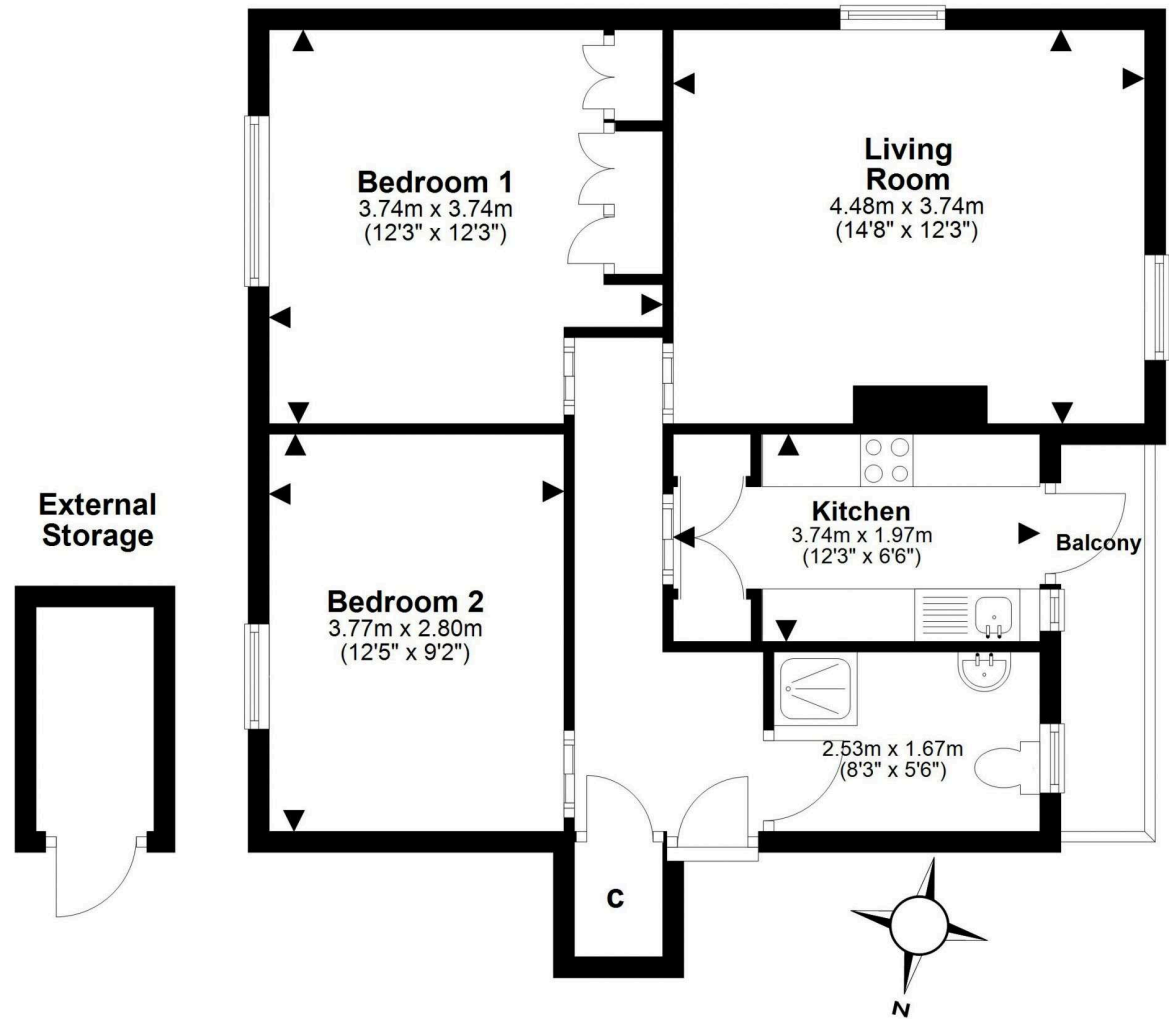 Bedroom 1
3.74m x 3.74m
(12'3" x 12'3")
Living
Room
4.48m x 3.74m
(14'8" x 12'3")
External
Storage
Bedroom 2
3.77m x 2.80m
(12'5" x 9'2")
Kitchen
3.74m x 1.97m
(12'3" x 6'6")
Balcony
2.53m x 1.67m
(8'3" x 5'6")
C
N